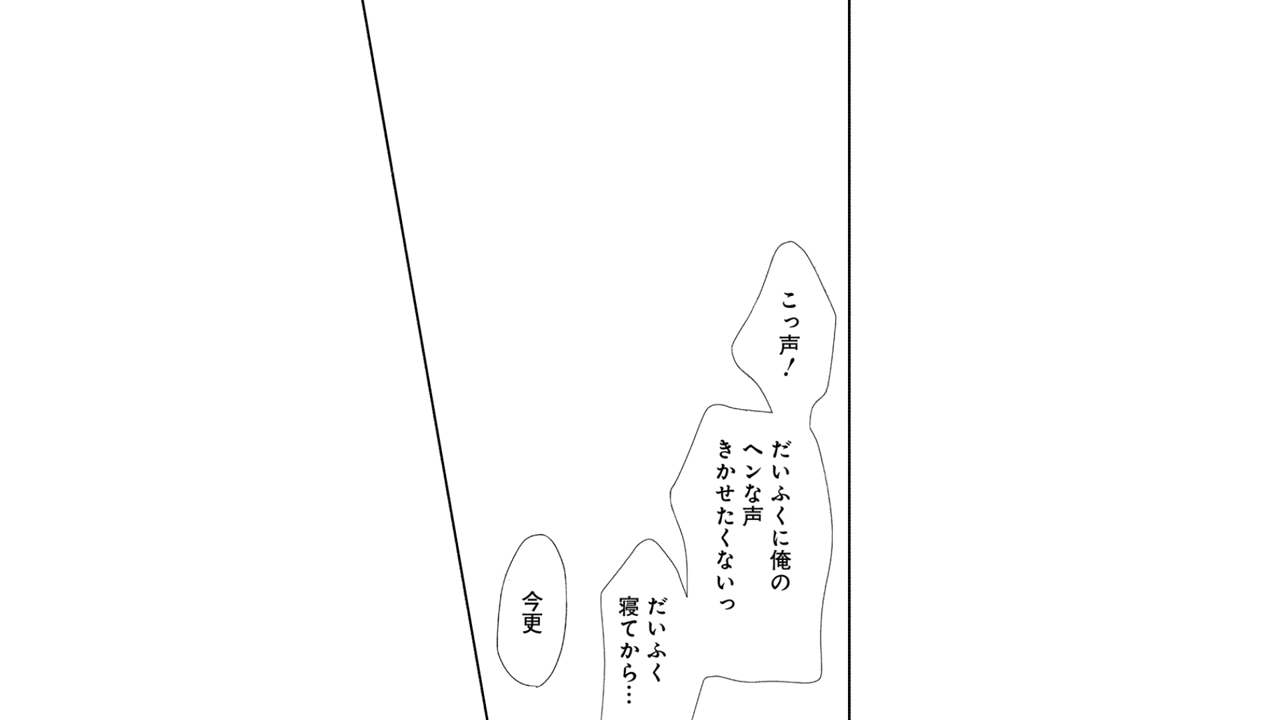 こっ声！
だいふくに俺の
ヘンな声
きかせたくないっ
だいふく
寝てから…
今更